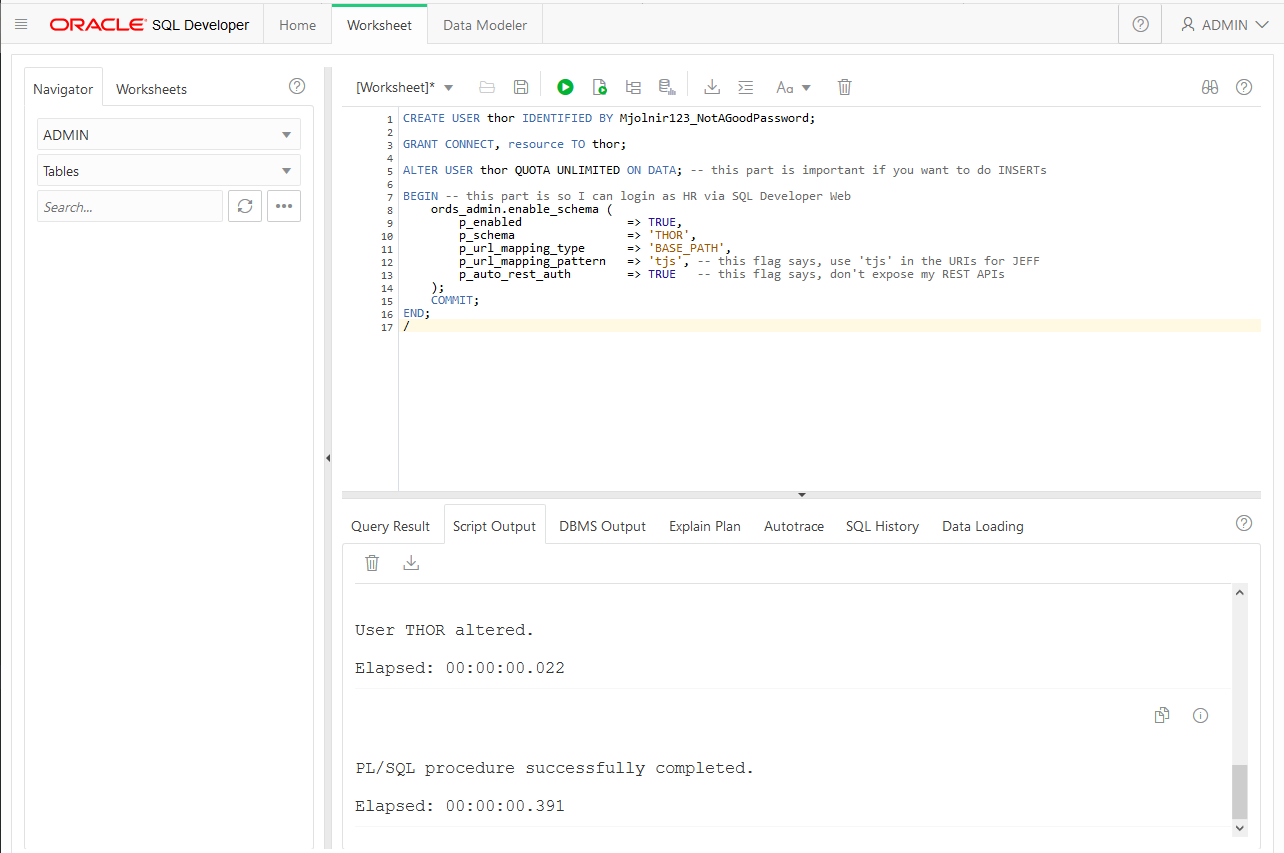 ORACLE SQL Developer Home Worksheet Data Modeler ADMIN
Navigator Worksheets
ADMIN
Tables
Search...
[Worksheet]* Aa
1 CREATE USER thor IDENTIFIED BY Mjolnir123_NotAGoodPassword;
2
3 GRANT CONNECT, resource TO thor;
4
5 ALTER USER thor QUOTA UNLIMITED ON DATA; -- this part is important if you want to do INSERTs
6
7 BEGIN -- this part is so I can login as HR via SQL Developer Web
8 ords_admin.enable_schema (
9 p_enabled => TRUE,
10 p_schema => 'THOR',
11 p_url_mapping_type => 'BASE_PATH',
12 p_url_mapping_pattern => 'tjs', -- this flag says, use 'tjs' in the URIs for JEFF
13 p_auto_rest_auth => TRUE -- this flag says, don't expose my REST APIs
14 );
15 COMMIT;
16 END;
17 /
Query Result Script Output DBMS Output Explain Plan Autotrace SQL History Data Loading
User THOR altered.
Elapsed: 00:00:00.022
PL/SQL procedure successfully completed.
Elapsed: 00:00:00.391